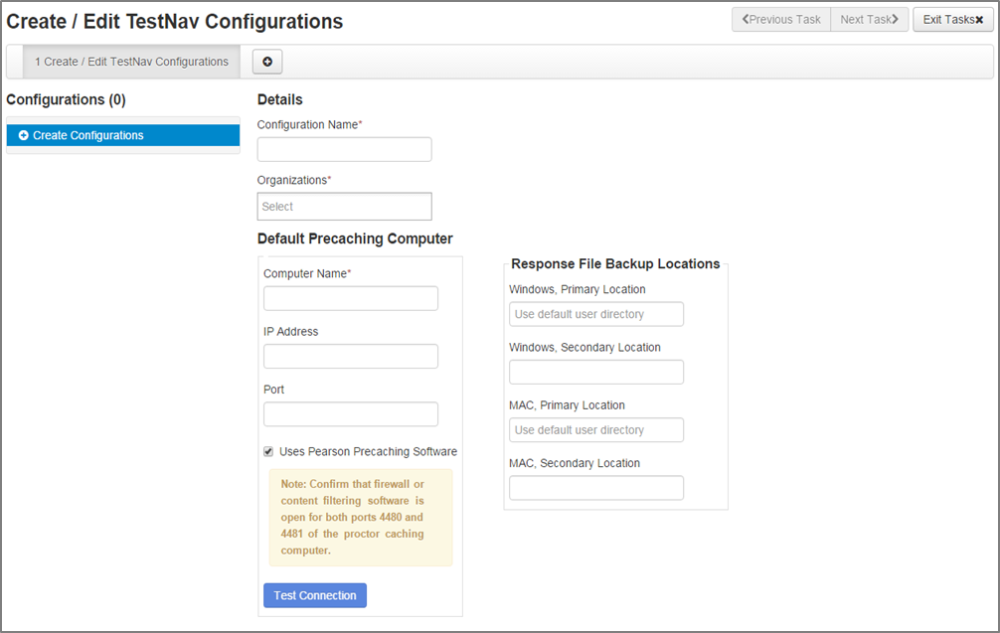 Create / Edit TestNav Configurations
Previous Task
Next Task
Exit Tasks
1 Create / Edit TestNav Configurations
Configurations (0)
Create Configurations
Details
Configuration Name*
Organizations*
Select
Default Precaching Computer
Computer Name*
IP Address
Port
Uses Pearson Precaching Software
Note: Confirm that firewall or
content filtering software is
open for both ports 4480 and
4481 of the proctor caching
computer.
Test Connection
Response File Backup Locations
Windows, Primary Location
Use default user directory
Windows, Secondary Location
MAC, Primary Location
Use default user directory
MAC, Secondary Location